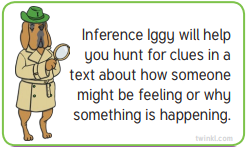 Inference Iggy will help
you hunt for clues in a
text about how someone
might be feeling or why
something is happening.
twinkl.com